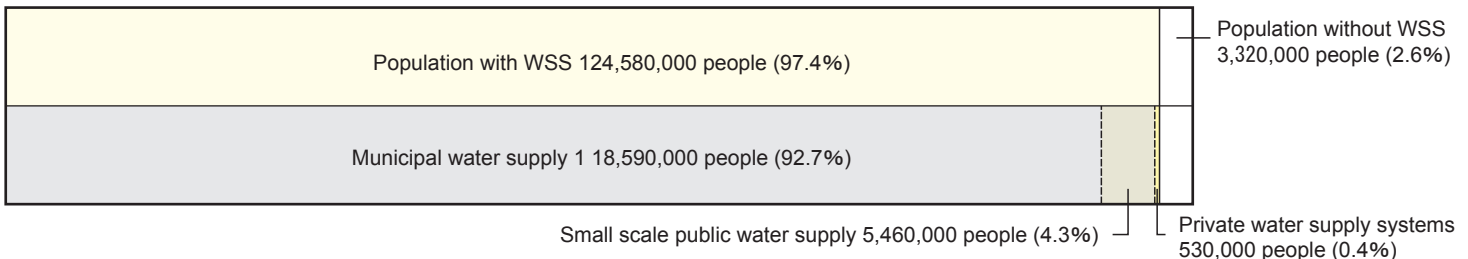 Population with WSS 124,580,000 people (97.4%)
Population without WSS
3,320,000 people (2.6%)
Municipal water supply 1 18,590,000 people (92.7%)
Small scale public water supply 5,460,000 people (4.3%)
Private water supply systems
530,000 people (0.4%)